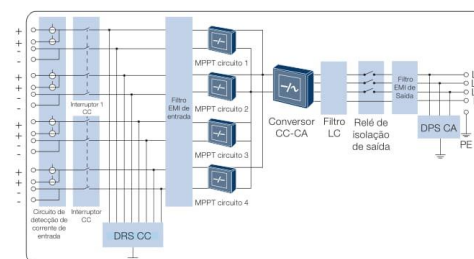 +
+
-
-
+
+
-
-
+
+
-
-
+
+
-
-
Circuito de
detecção de
corrente de
entrada
Interruptor 1
CC
Interruptor
CC
DRS CC
Filtro
EMI de
entrada
MPPT circuito 1
MPPT circuito 2
MPPT circuito 3
MPPT circuito 4
Conversor
CC-CA
Filtro
LC
Relé de
isolação
de saída
Filtro
EMI de
Saída
DPS CA
L
L
L
PE